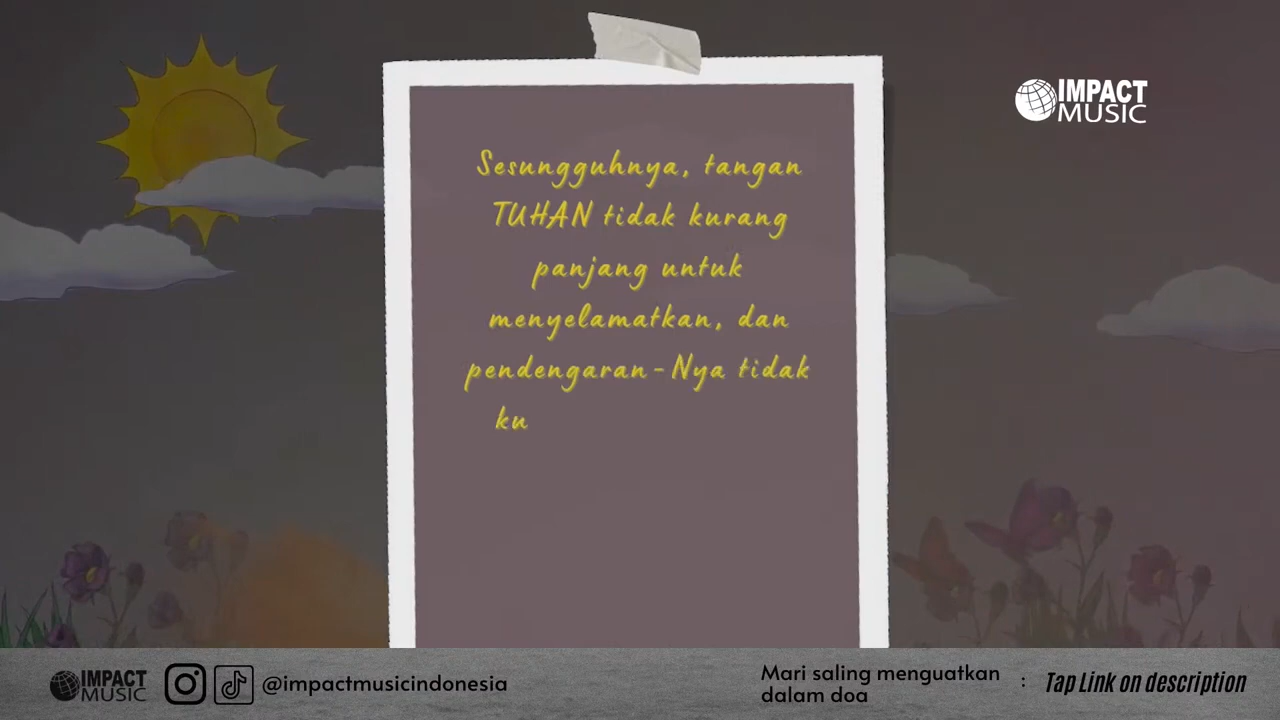 IMPACT
MUSIC
Sesungguhnya, tangan
TUHAN tidak kurang
panjang untuk
menyelamatkan, dan
pendengaran-Nya tidak
ku
IMPACT
MUSIC
@impactmusicindonesia
Mari saling menguatkan
dalam doa
: Tap Link on description